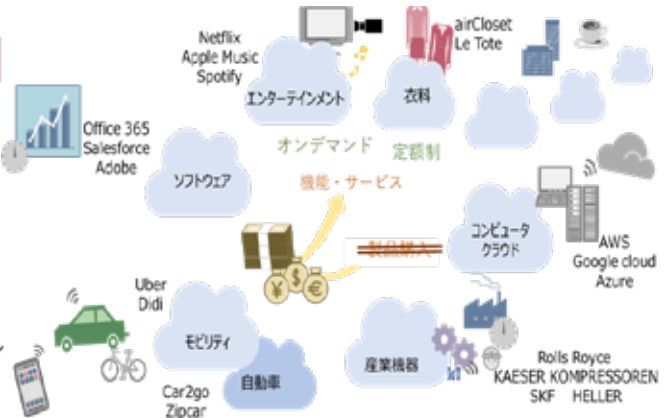 Netflix
Apple Music
Spotify
airCloset
Le Tote
エンターテインメント
衣料
Office 365
Salesforce
Adobe
オンデマンド
定額制
ソフトウェア
機能・サービス
製品購入
コンピュータ
クラウド
AWS
Google cloud
Azure
Uber
Didi
¥
$
€
モビリティ
自動車
産業機器
Car2go
Zipcar
Rolls Royce
KAESER KOMPRESSOREN
SKF HELLER